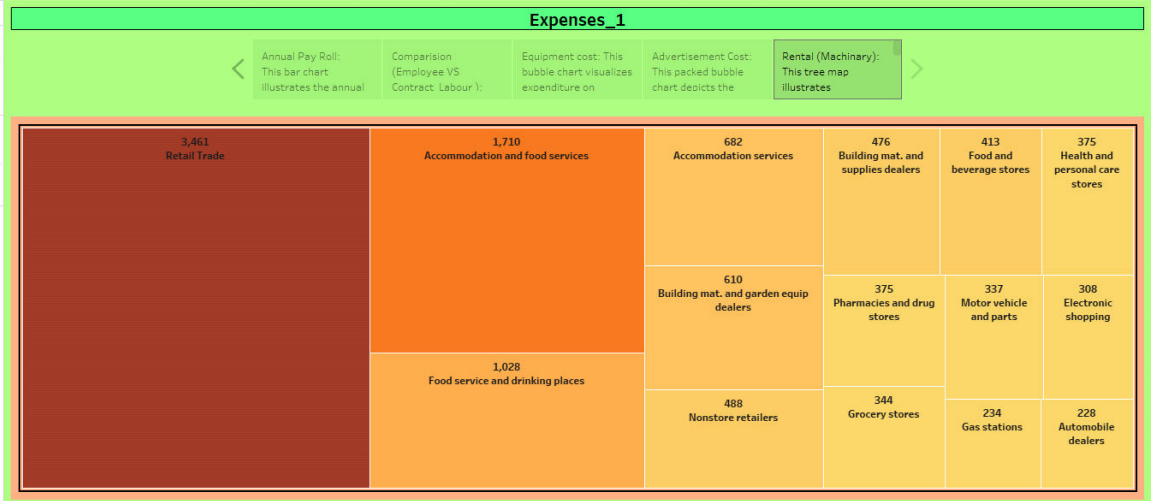 Expenses_1
Annual Pay Roll:
This bar chart
illustrates the annual
Comparision
(Employee VS
Contract Labour ):
Equipment cost: This
bubble chart visualizes
expenditure on
Advertisement Cost:
This packed bubble
chart depicts the
Rental (Machinary):
This tree map
illustrates
3,461
Retail Trade
1,710
Accommodation and food services
1,028
Food service and drinking places
682
Accommodation services
610
Building mat. and garden equip
dealers
488
Nonstore retailers
476
Building mat. and
supplies dealers
413
Food and
beverage stores
375
Health and
personal care
stores
375
Pharmacies and drug
stores
337
Motor vehicle
and parts
308
Electronic
shopping
344
Grocery stores
234
Gas stations
228
Automobile
dealers